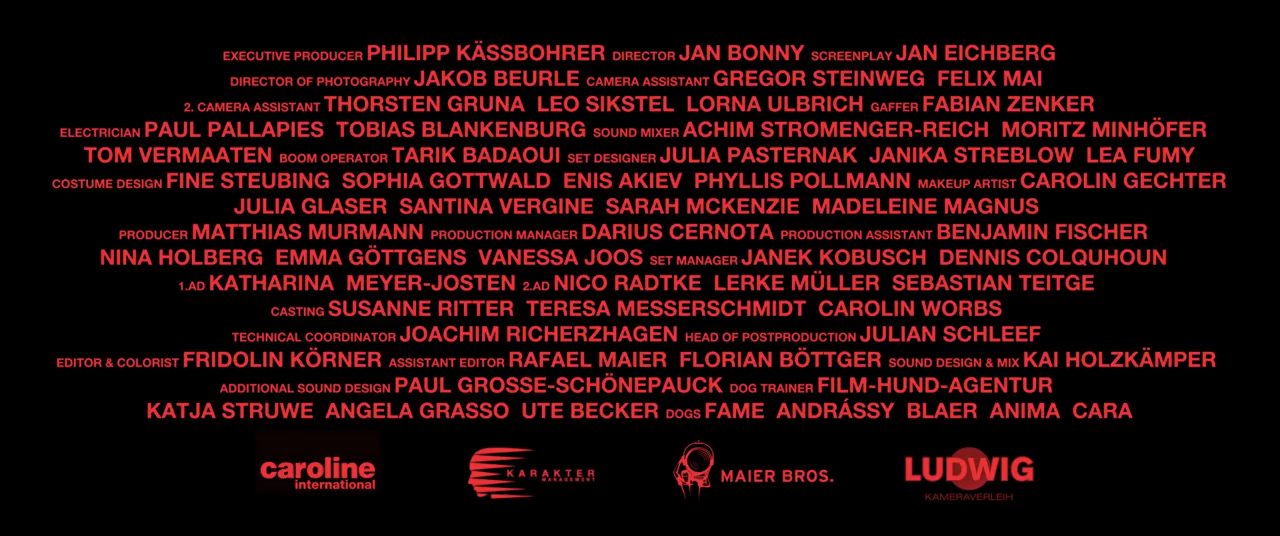 EXECUTIVE PRODUCER PHILIPP KÄSSBOHRER DIRECTOR JAN BONNY SCREENPLAY JAN EICHBERG
DIRECTOR OF PHOTOGRAPHY JAKOB BEURLE CAMERA ASSISTANT GREGOR STEINWEG FELIX MAI
2. CAMERA ASSISTANT THORSTEN GRUNA LEO SIKSTEL LORNA ULBRICH GAFFER FABIAN ZENKER
ELECTRICIAN PAUL PALLAPIES TOBIAS BLANKENBURG SOUND MIXER ACHIM STROMENGER-REICH MORITZ MINHÖFER
TOM VERMAATEN BOOM OPERATOR TARIK BADAOUI SET DESIGNER JULIA PASTERNAK JANIKA STREBLOW LEA FUMY
COSTUME DESIGN FINE STEUBING SOPHIA GOTTWALD ENIS AKIEV PHYLLIS POLLMANN MAKEUP ARTIST CAROLIN GECHTER
JULIA GLASER SANTINA VERGINE SARAH MCKENZIE MADELEINE MAGNUS
PRODUCER MATTHIAS MURMANN PRODUCTION MANAGER DARIUS CERNOTA PRODUCTION ASSISTANT BENJAMIN FISCHER
NINA HOLBERG EMMA GÖTTGENS VANESSA JOOS SET MANAGER JANEK KOBUSCH DENNIS COLQUHOUN
1.AD KATHARINA MEYER-JOSTEN 2.AD NICO RADTKE LERKE MÜLLER SEBASTIAN TEITGE
CASTING SUSANNE RITTER TERESA MESSERSCHMIDT CAROLIN WORBS
TECHNICAL COORDINATOR JOACHIM RICHERZHAGEN HEAD OF POSTPRODUCTION JULIAN SCHLEEF
EDITOR & COLORIST FRIDOLIN KÖRNER ASSISTANT EDITOR RAFAEL MAIER FLORIAN BÖTTGER SOUND DESIGN & MIX KAI HOLZKÄMPER
ADDITIONAL SOUND DESIGN PAUL GROSSE-SCHÖNEPAUCK DOG TRAINER FILM-HUND-AGENTUR
KATJA STRUWE ANGELA GRASSO UTE BECKER DOGS FAME ANDRÁSSY BLAER ANIMA CARA
caroline
international
KARAKTER
MANAGEMENT
MAIER BROS.
LUDWIG
KAMERAVERLEIH